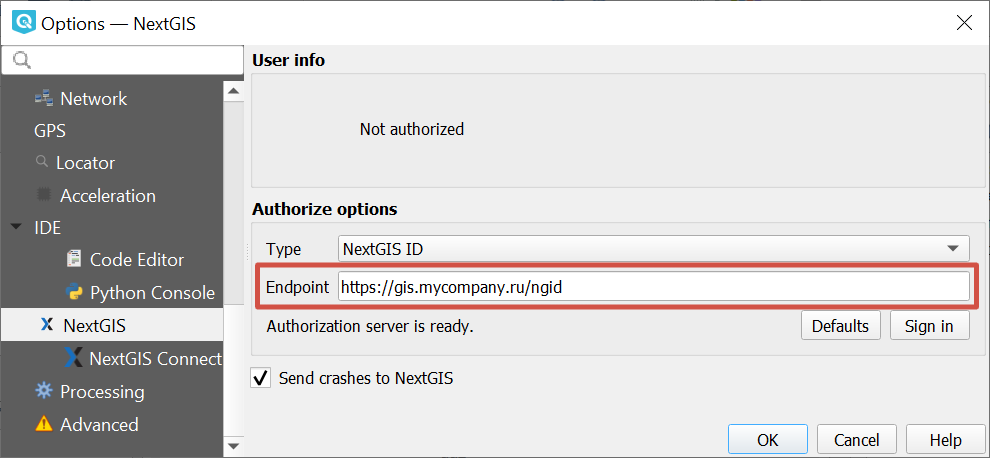 Options — NextGIS
Network
GPS
Locator
Acceleration
IDE
Code Editor
Python Console
NextGIS
NextGIS Connect
Processing
Advanced
User info
Not authorized
Authorize options
Type NextGIS ID
Endpoint https://gis.mycompany.ru/ngid
Authorization server is ready. Defaults Sign in
Send crashes to NextGIS
OK Cancel Help